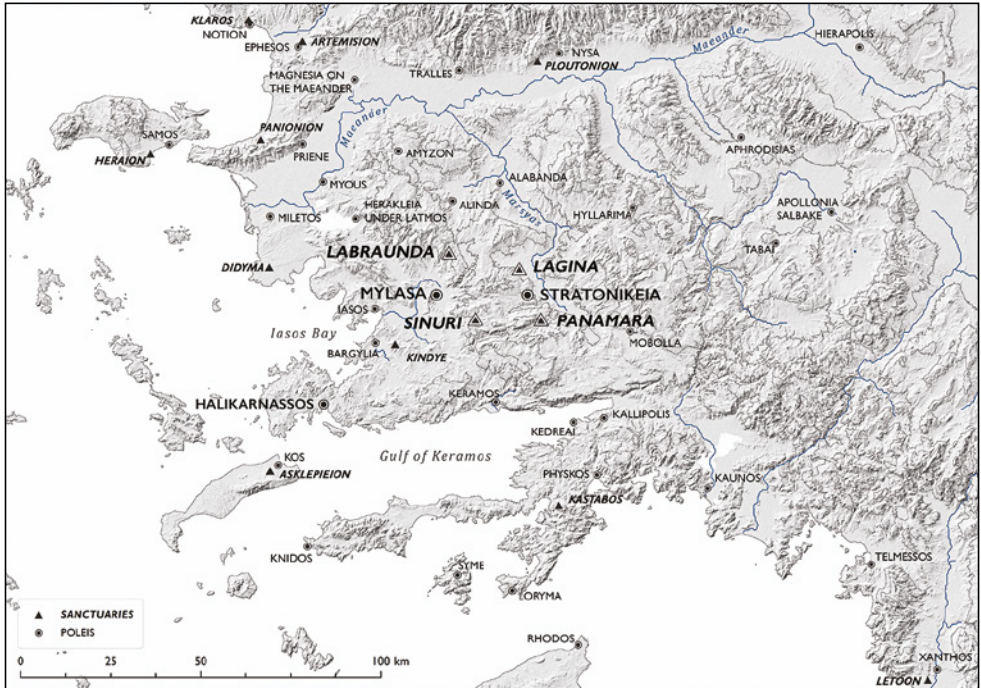 KLAROS
NOTION
ARTEMISION
EPHESOS
HIERAPOLIS
Maeander
NYSA
PLOUTONION
TRALLES
MAGNESIA ON
THE MAEANDER
Maeander
PANIONION
SAMOS
HERAION
PRIENE
AMYZON
APHRODISIAS
MYOUS
ALABANDA
HERAKLEIA
UNDER LATMOS
ALINDA
Marsyas
HYLLARIMA
APOLLONIA
SALBAKE
MILETOS
TABAI
LABRAUNDA
LAGINA
DIDYMA
MYLASA
STRATONIKEIA
IASOS
SINURI
PANAMARA
Iasos Bay
MOBOLLA
BARGYLIA
KINDYE
HALIKARNASSOS
KERAMOS
KALLIPOLIS
KEDREAI
Gulf of Keramos
KOS
ASKLEPIEION
PHYSKOS
KAUNOS
KASTABOS
KNIDOS
TELMESSOS
SYME
LORYMA
SANCTUARIES
POLEIS
RHODOS
XANTHOS
LETOON
0 25 50 100 km